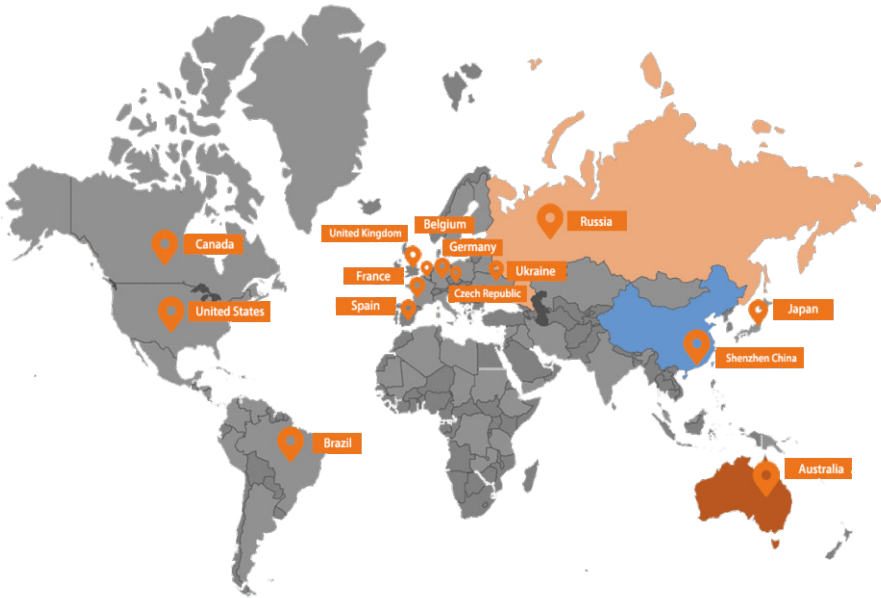 Canada
United States
Brazil
United Kingdom
Belgium
Germany
France
Spain
Czech Republic
Ukraine
Russia
Japan
Shenzhen China
Australia